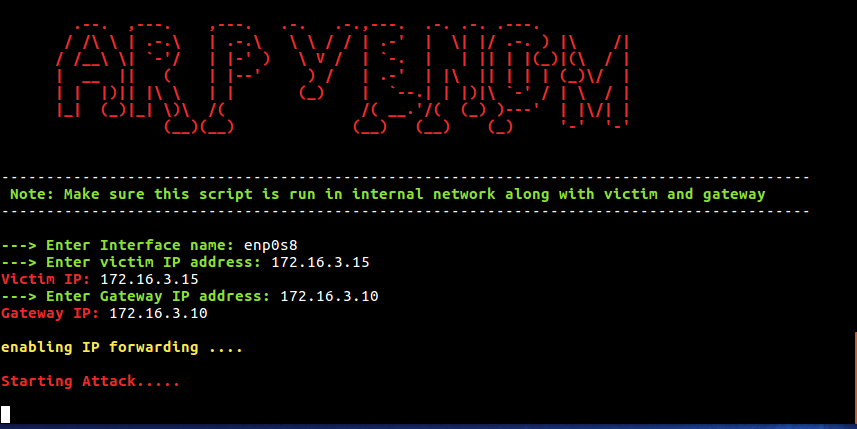 ARP VENOM
--------------------------------------------------------------------------------
Note: Make sure this script is run in internal network along with victim and gateway
--------------------------------------------------------------------------------
---> Enter Interface name: enp0s8
---> Enter victim IP address: 172.16.3.15
Victim IP: 172.16.3.15
---> Enter Gateway IP address: 172.16.3.10
Gateway IP: 172.16.3.10
enabling IP forwarding ....
Starting Attack.....